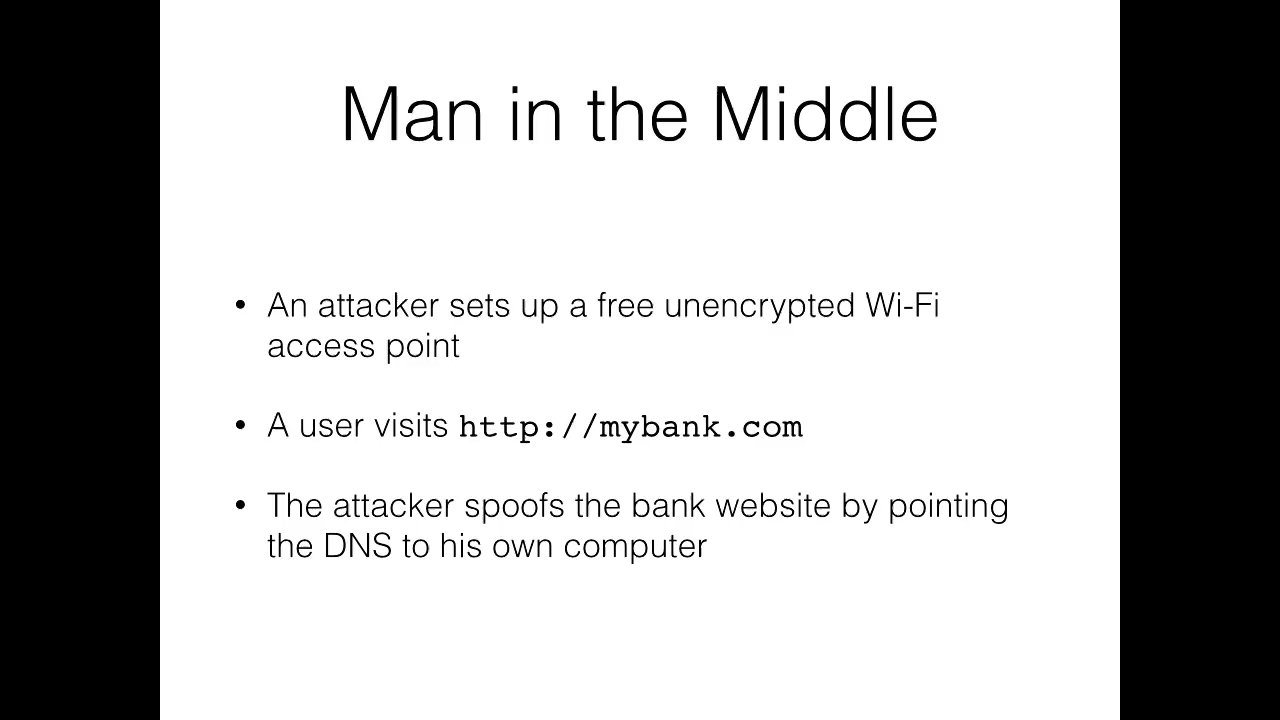 Man in the Middle
• An attacker sets up a free unencrypted Wi-Fi
access point
• A user visits http://mybank.com
• The attacker spoofs the bank website by pointing
the DNS to his own computer